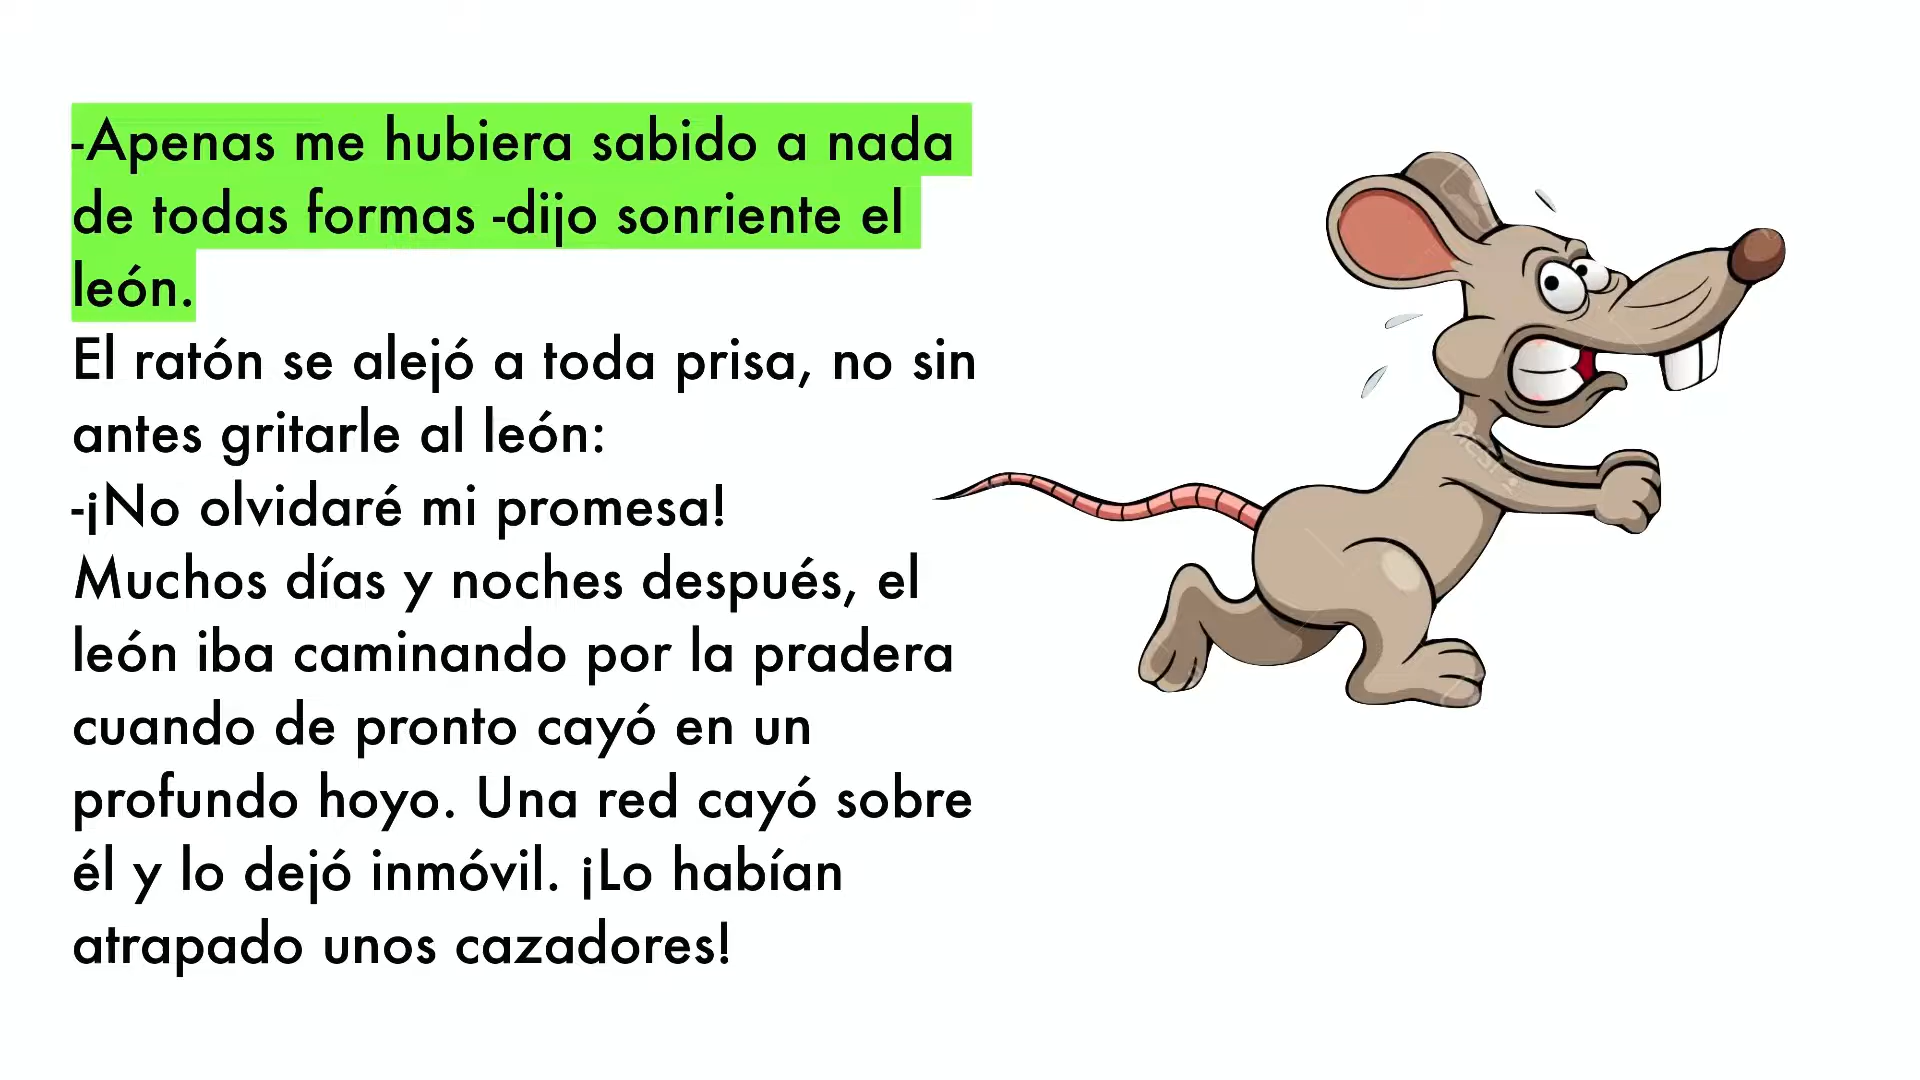 -Apenas me hubiera sabido a nada
de todas formas -dijo sonriente el
león.
El ratón se alejó a toda prisa, no sin
antes gritarle al león:
-¡No olvidaré mi promesa!
Muchos días y noches después, el
león iba caminando por la pradera
cuando de pronto cayó en un
profundo hoyo. Una red cayó sobre
él y lo dejó inmóvil. ¡Lo habían
atrapado unos cazadores!